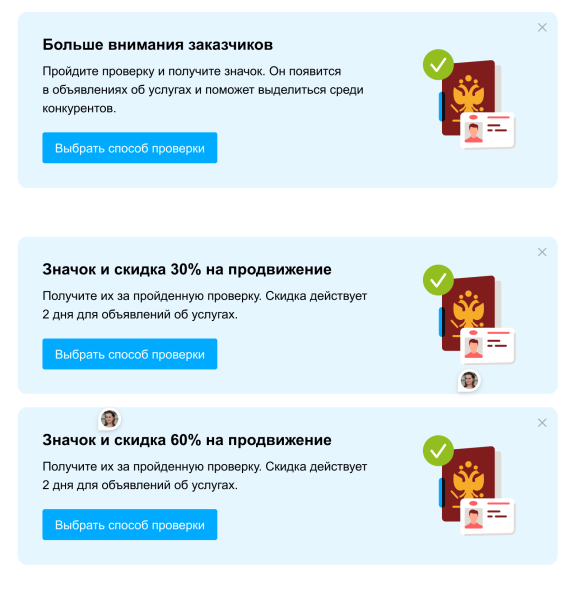 Больше внимания заказчиков
Пройдите проверку и получите значок. Он появится
в объявлениях об услугах и поможет выделиться среди
конкурентов.
Выбрать способ проверки
Значок и скидка 30% на продвижение
Получите их за пройденную проверку. Скидка действует
2 дня для объявлений об услугах.
Выбрать способ проверки
Значок и скидка 60% на продвижение
Получите их за пройденную проверку. Скидка действует
2 дня для объявлений об услугах.
Выбрать способ проверки